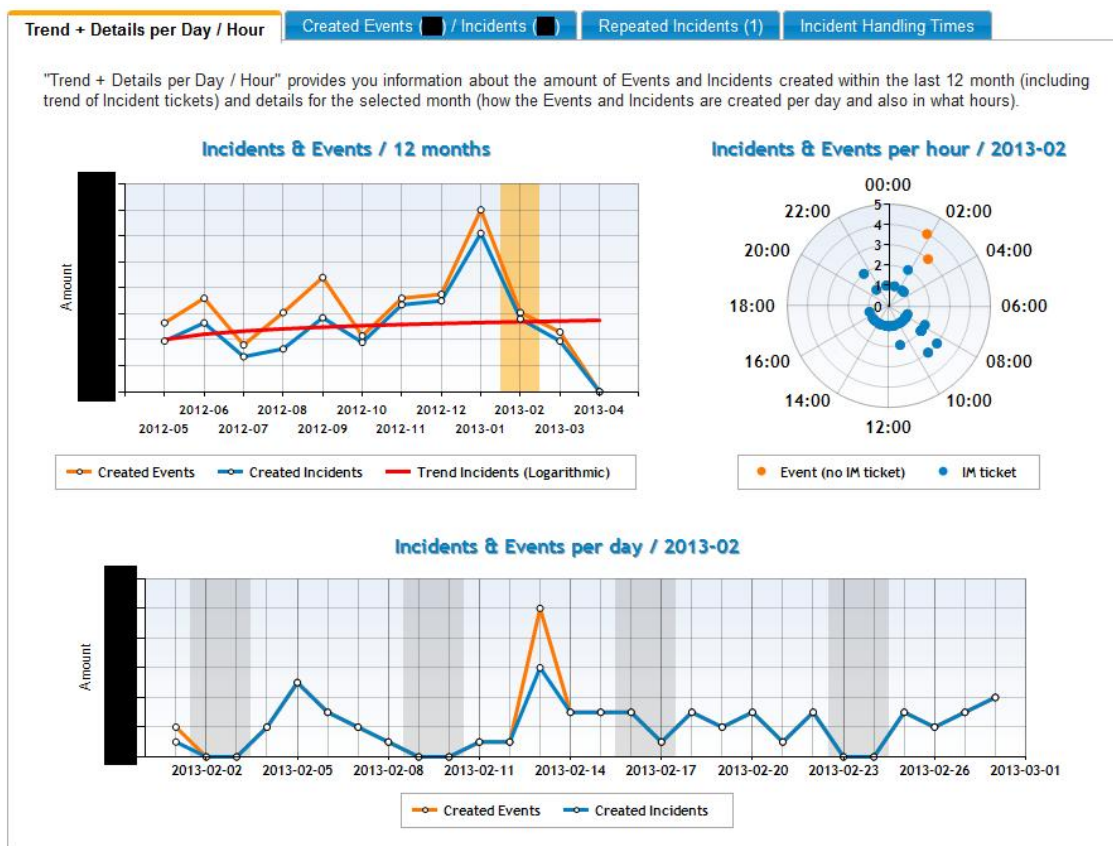 Trend + Details per Day / Hour
Created Events ( ) / Incidents ( )
Repeated Incidents (1)
Incident Handling Times
"Trend + Details per Day / Hour" provides you information about the amount of Events and Incidents created within the last 12 month (including
trend of Incident tickets) and details for the selected month (how the Events and Incidents are created per day and also in what hours).
Incidents & Events / 12 months
Amount
2012-06 2012-08 2012-10 2012-12 2013-02 2013-04
2012-05 2012-07 2012-09 2012-11 2013-01 2013-03
Created Events Created Incidents Trend Incidents (Logarithmic)
Incidents & Events per hour / 2013-02
00:00
02:00
04:00
06:00
08:00
10:00
12:00
14:00
16:00
18:00
20:00
22:00
5
4
3
2
1
0
Event (no IM ticket) IM ticket
Incidents & Events per day / 2013-02
Amount
2013-02-02 2013-02-05 2013-02-08 2013-02-11 2013-02-14 2013-02-17 2013-02-20 2013-02-23 2013-02-26 2013-03-01
Created Events Created Incidents